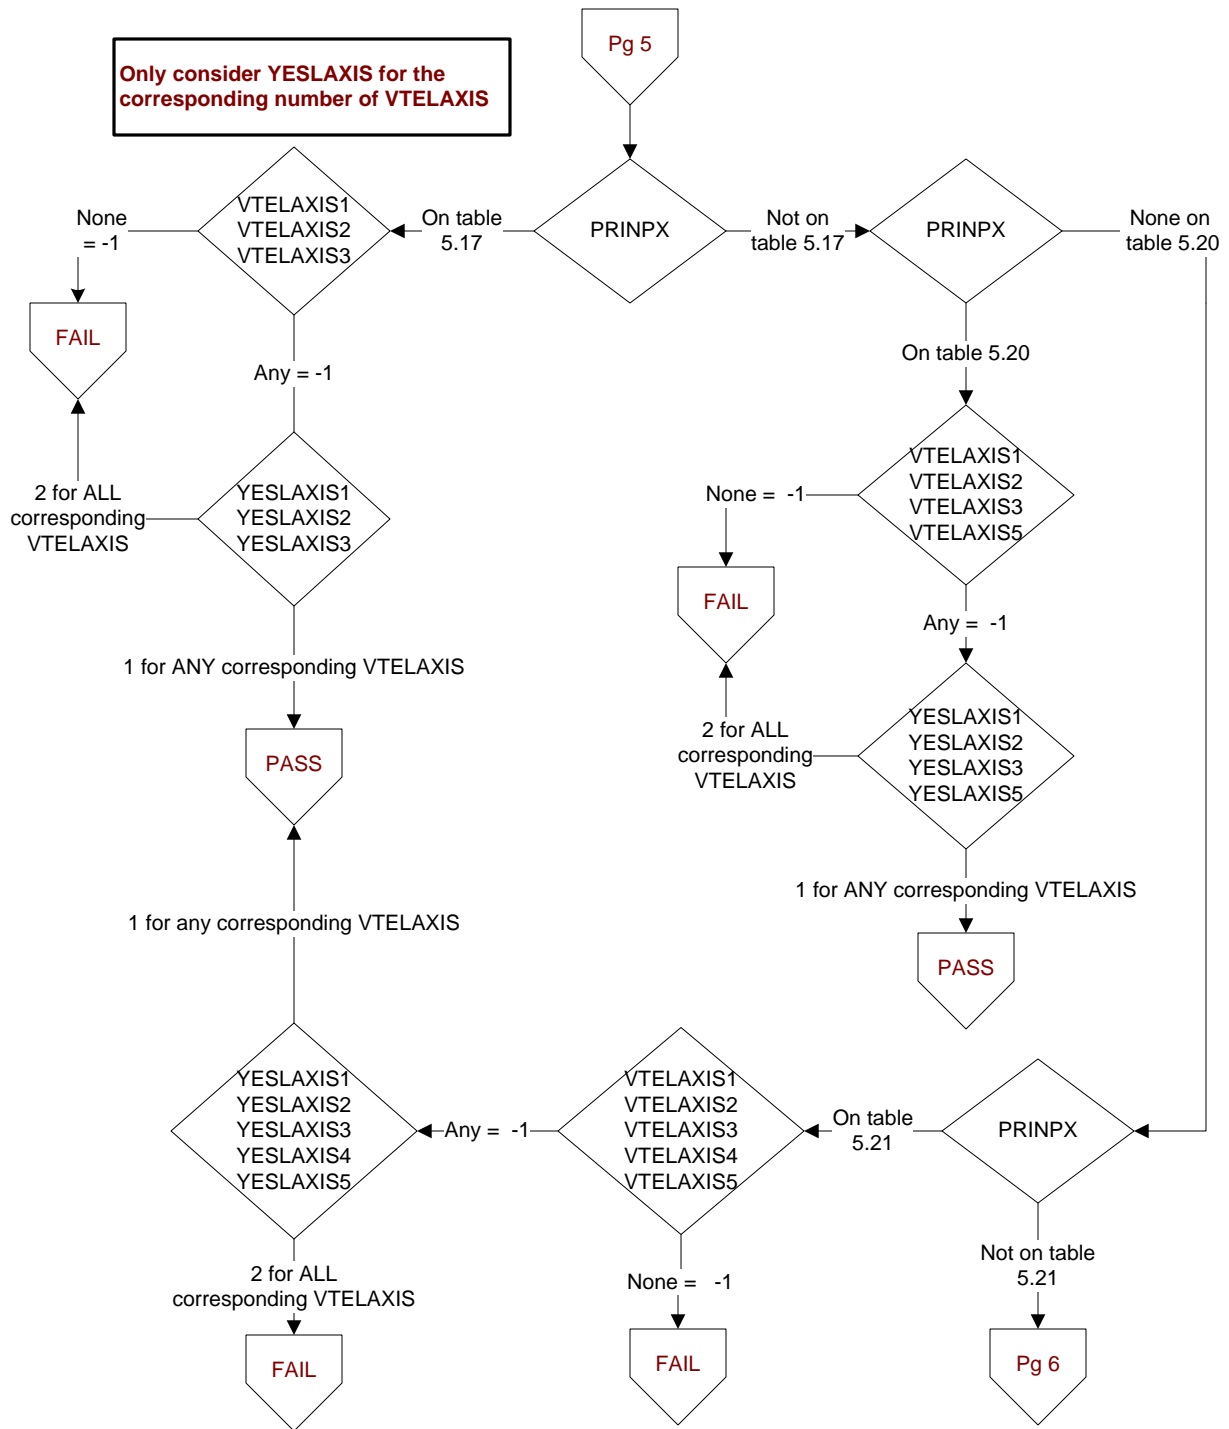 Pg 5
Only consider YESLAXIS for the
corresponding number of VTELAXIS
None
= -1
VTELAXIS1
VTELAXIS2
VTELAXIS3
On table
5.17
PRINPX
Not on
table 5.17
PRINPX
None on
table 5.20
FAIL
Any = -1
On table 5.20
2 for ALL
corresponding
VTELAXIS
YESLAXIS1
YESLAXIS2
YESLAXIS3
None =  -1
VTELAXIS1
VTELAXIS2
VTELAXIS3
VTELAXIS5
FAIL
Any =  -1
1 for ANY corresponding VTELAXIS
PASS
2 for ALL
corresponding
VTELAXIS
YESLAXIS1
YESLAXIS2
YESLAXIS3
YESLAXIS5
1 for ANY corresponding VTELAXIS
1 for any corresponding VTELAXIS
PASS
YESLAXIS1
YESLAXIS2
YESLAXIS3
YESLAXIS4
YESLAXIS5
Any =  -1
VTELAXIS1
VTELAXIS2
VTELAXIS3
VTELAXIS4
VTELAXIS5
On table
5.21
PRINPX
2 for ALL
corresponding VTELAXIS
None =   -1
Not on table
5.21
FAIL
FAIL
Pg 6